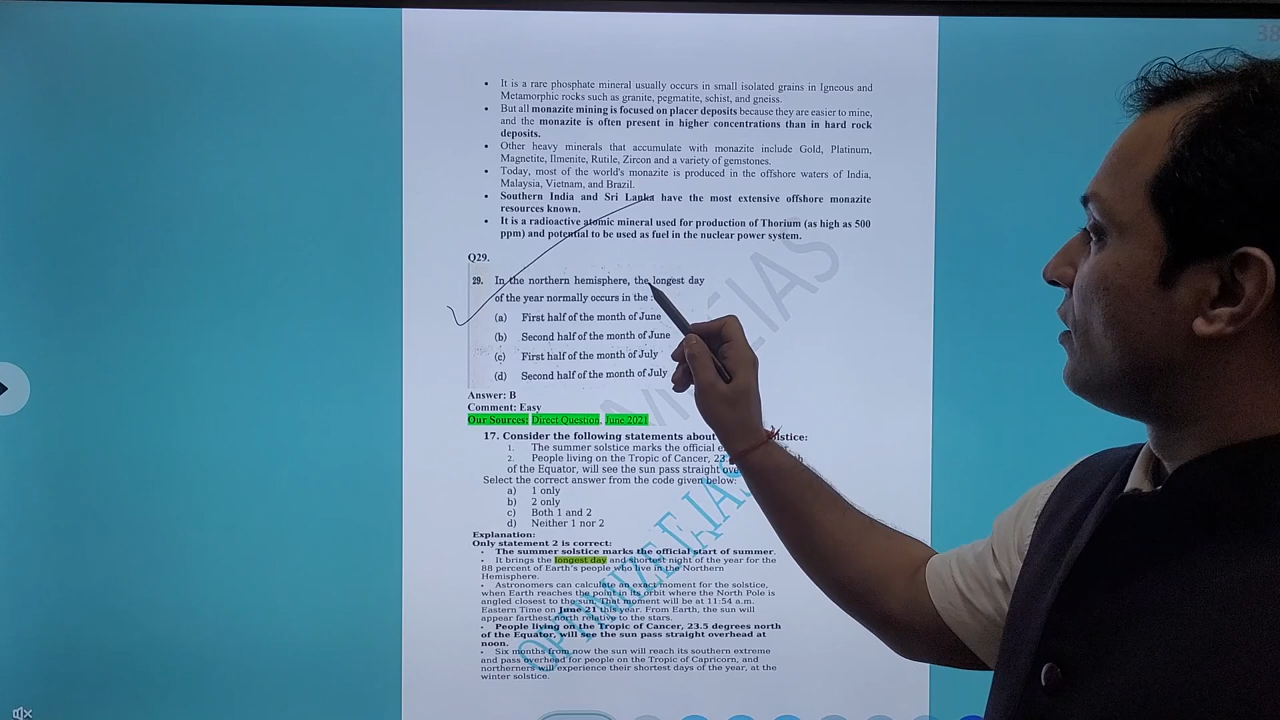 38
• It is a rare phosphate mineral usually occurs in small isolated grains in Igneous and
Metamorphic rocks such as granite, pegmatite, schist, and gneiss.
• But all monazite mining is focused on placer deposits because they are easier to mine,
and the monazite is often present in higher concentrations than in hard rock
deposits.
• Other heavy minerals that accumulate with monazite include Gold, Platinum,
Magnetite, Ilmenite, Rutile, Zircon and a variety of gemstones.
• Today, most of the world's monazite is produced in the offshore waters of India,
Malaysia, Vietnam, and Brazil.
• Southern India and Sri Lanka have the most extensive offshore monazite
resources known.
• It is a radioactive atomic mineral used for production of Thorium (as high as 500
ppm) and potential to be used as fuel in the nuclear power system.
Q29.
29. In the northern hemisphere, the longest day
of the year normally occurs in the :
(a) First half of the month of June
(b) Second half of the month of June
(c) First half of the month of July
(d) Second half of the month of July
Answer: B
Comment: Easy
Our Sources: Direct Question, June 2021
17. Consider the following statements about
1. The summer solstice marks the official
2. People living on the Tropic of Cancer, 23.
of the Equator, will see the sun pass straight
Select the correct answer from the code given below:
a) 1 only
b) 2 only
c) Both 1 and 2
d) Neither 1 nor 2
Explanation:
Only statement 2 is correct:
• The summer solstice marks the official start of summer.
• It brings the longest day and shortest night of the year for the
88 percent of Earth's people who live in the Northern
Hemisphere.
• Astronomers can calculate an exact moment for the solstice,
when Earth reaches the point in its orbit where the North Pole is
angled closest to the sun. That moment will be at 11:54 a.m.
Eastern Time on June 21 this year. From Earth, the sun will
appear farthest north relative to the stars.
• People living on the Tropic of Cancer, 23.5 degrees north
of the Equator, will see the sun pass straight overhead at
noon.
• Six months from now the sun will reach its southern extreme
and pass overhead for people on the Tropic of Capricorn, and
northerners will experience their shortest days of the year, at the
winter solstice.
OPTIMIZE IAS